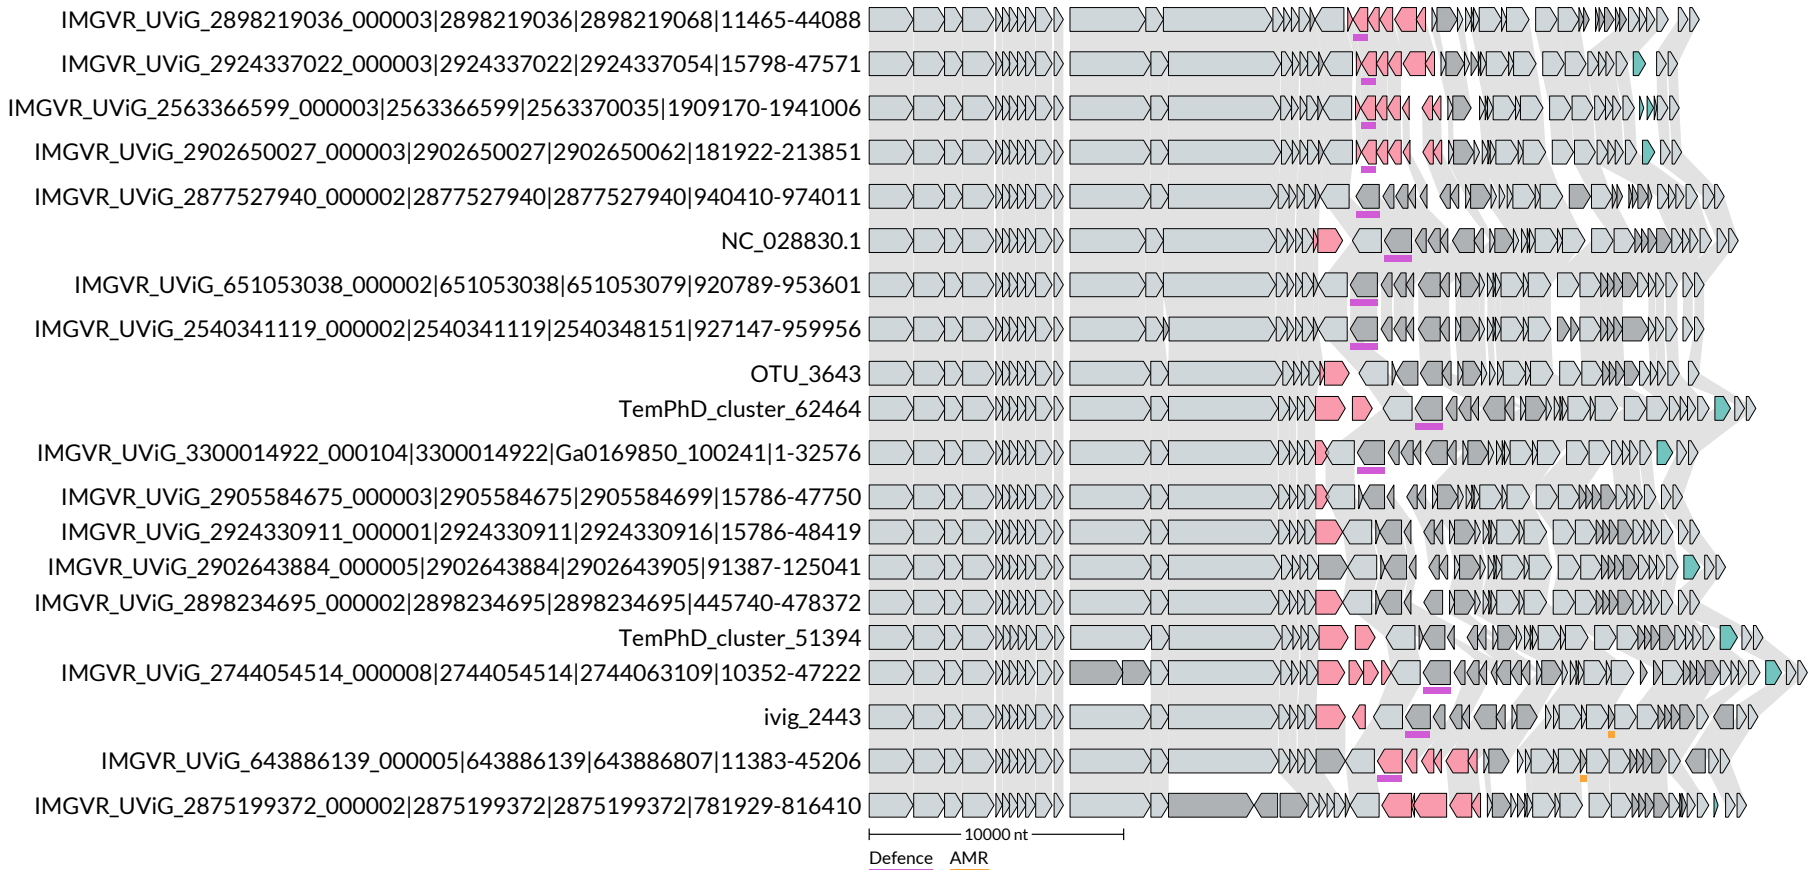 IMGVR_UViG_2898219036_000003|2898219036|2898219068|11465-44088
IMGVR_UViG_2924337022_000003|2924337022|2924337054|15798-47571
IMGVR_UViG_2563366599_000003|2563366599|2563370035|1909170-1941006
IMGVR_UViG_2902650027_000003|2902650027|2902650062|181922-213851
IMGVR_UViG_2877527940_000002|2877527940|2877527940|940410-974011
NC_028830.1
IMGVR_UViG_651053038_000002|651053038|651053079|920789-953601
IMGVR_UViG_2540341119_000002|2540341119|2540348151|927147-959956
OTU_3643
TemPhD_cluster_62464
IMGVR_UViG_3300014922_000104|3300014922|Ga0169850_100241|1-32576
IMGVR_UViG_2905584675_000003|2905584675|2905584699|15786-47750
IMGVR_UViG_2924330911_000001|2924330911|2924330916|15786-48419
IMGVR_UViG_2902643884_000005|2902643884|2902643905|91387-125041
IMGVR_UViG_2898234695_000002|2898234695|2898234695|445740-478372
TemPhD_cluster_51394
IMGVR_UViG_2744054514_000008|2744054514|2744063109|10352-47222
ivig_2443
IMGVR_UViG_643886139_000005|643886139|643886807|11383-45206
IMGVR_UViG_2875199372_000002|2875199372|2875199372|781929-816410
10000 nt
Defence AMR